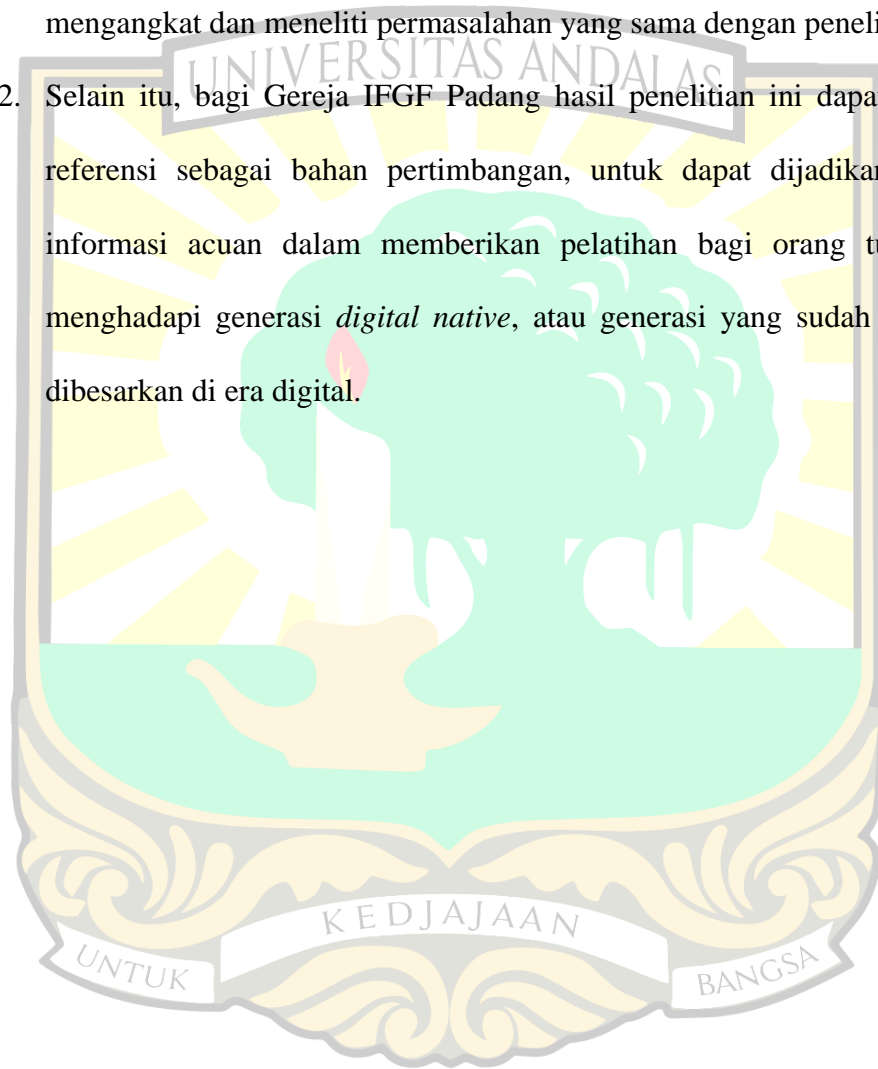 mengangkat dan meneliti permasalahan yang sama dengan peneli
UNIVERSITAS ANDALAS
2. Selain itu, bagi Gereja IFGF Padang hasil penelitian ini dapa
referensi sebagai bahan pertimbangan, untuk dapat dijadikan
informasi acuan dalam memberikan pelatihan bagi orang tu
menghadapi generasi digital native, atau generasi yang sudah
dibesarkan di era digital.
KEDJAJAAN
UNTUK
BANGSA